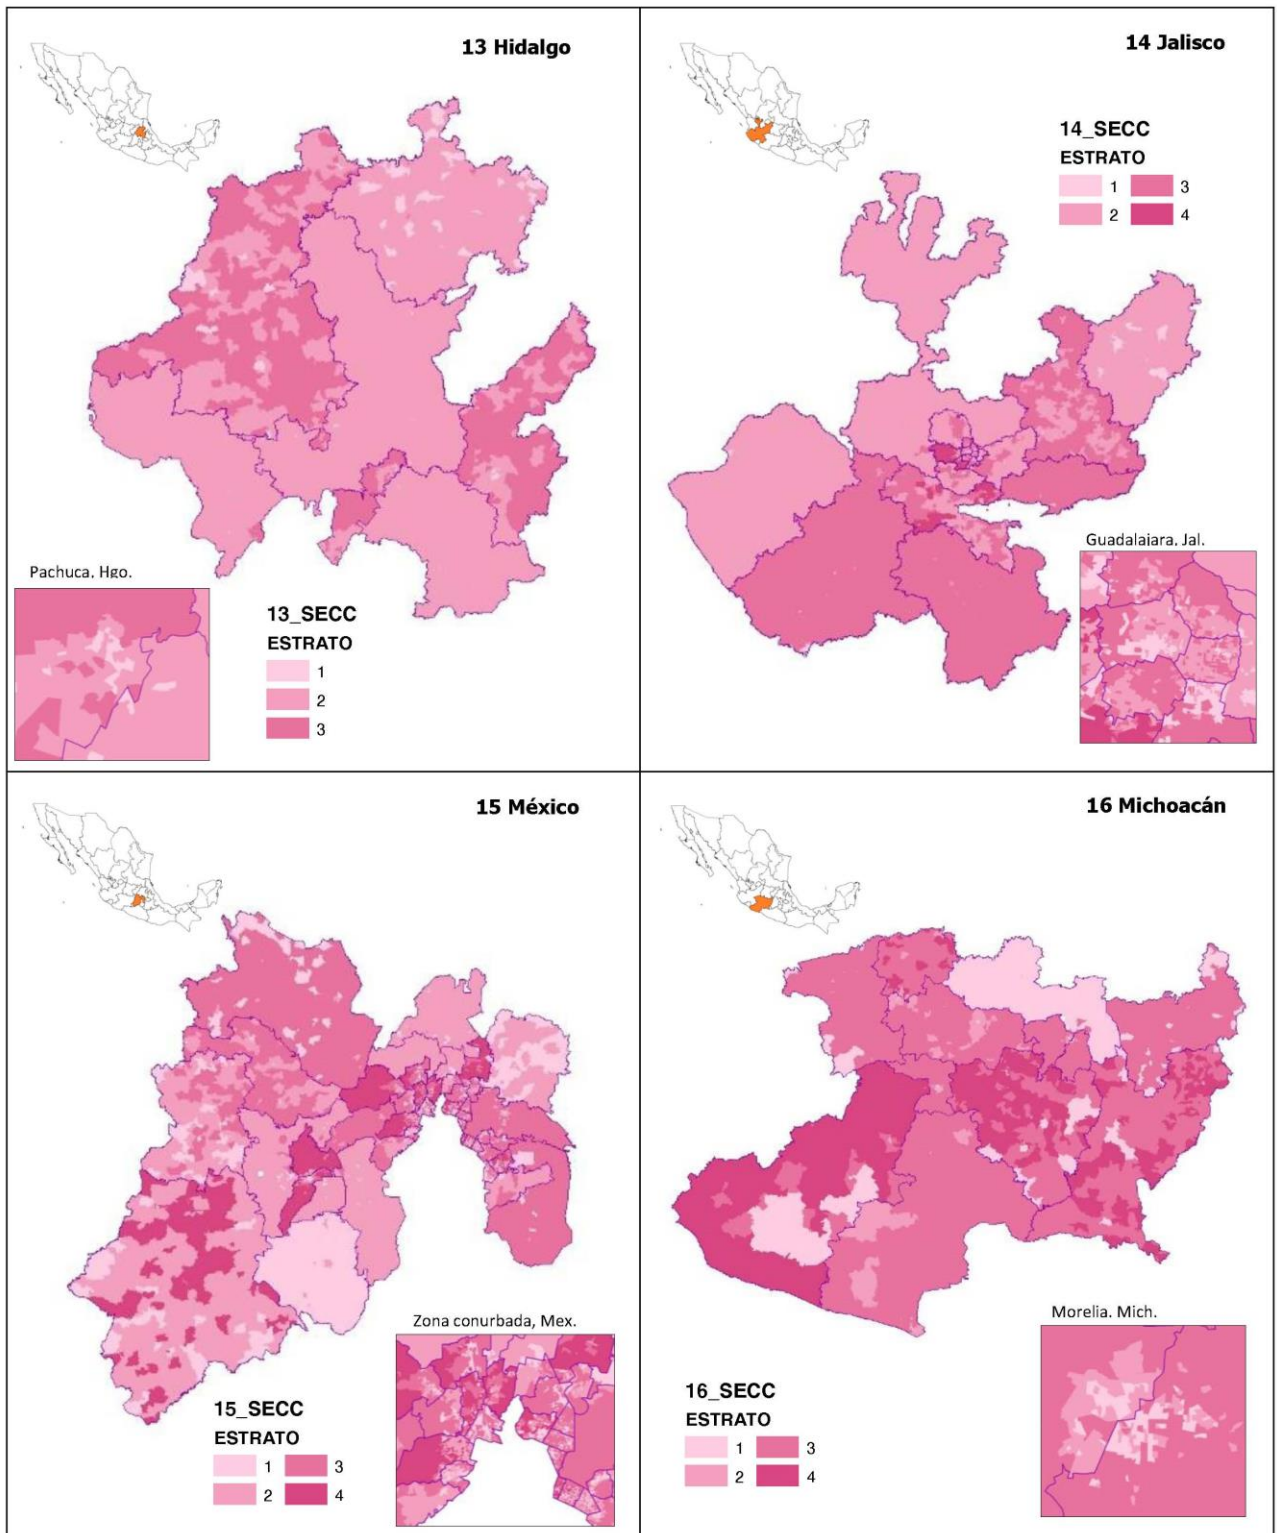 13 Hidalgo
Pachuca. Hgo.
13_SECC
ESTRATO
1
2
3
14 Jalisco
14_SECC
ESTRATO
1 3
2 4
Guadalaiara. Jal.
15 México
Zona conurbada, Mex.
15_SECC
ESTRATO
1 3
2 4
16 Michoacán
Morelia. Mich.
16_SECC
ESTRATO
1 3
2 4